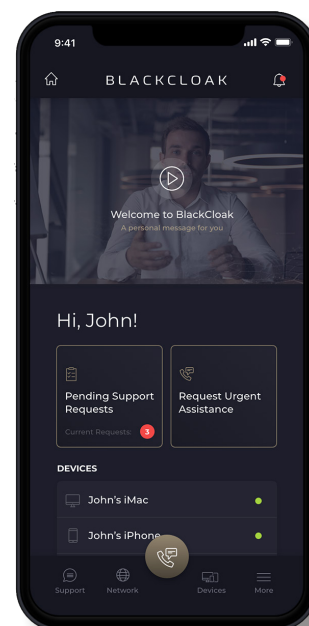 9:41
BLACKCLOAK
Welcome to BlackCloak
A personal message for you
Hi, John!
Pending Support
Requests
Current Requests: 3
Request Urgent
Assistance
DEVICES
John's iMac
John's iPhone
Support
Network
Devices
More